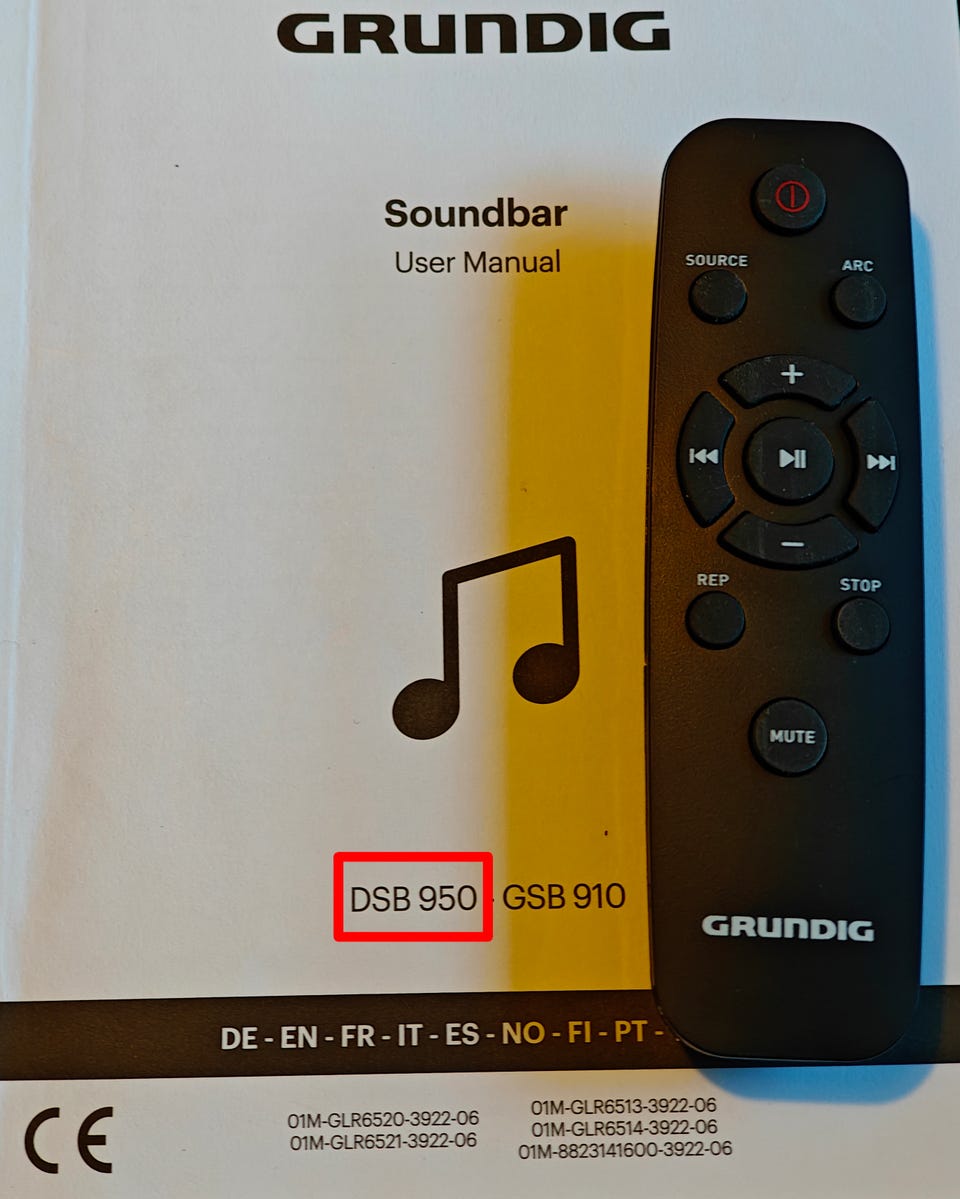 GRUNDIG
Soundbar
User Manual
SOURCE
ARC
REP
STOP
MUTE
DSB 950 - GSB 910
GRUNDIG
DE - EN - FR - IT - ES - NO - FI - PT -
CE
01M-GLR6520-3922-06
01M-GLR6521-3922-06
01M-GLR6513-3922-06
01M-GLR6514-3922-06
01M-8823141600-3922-06